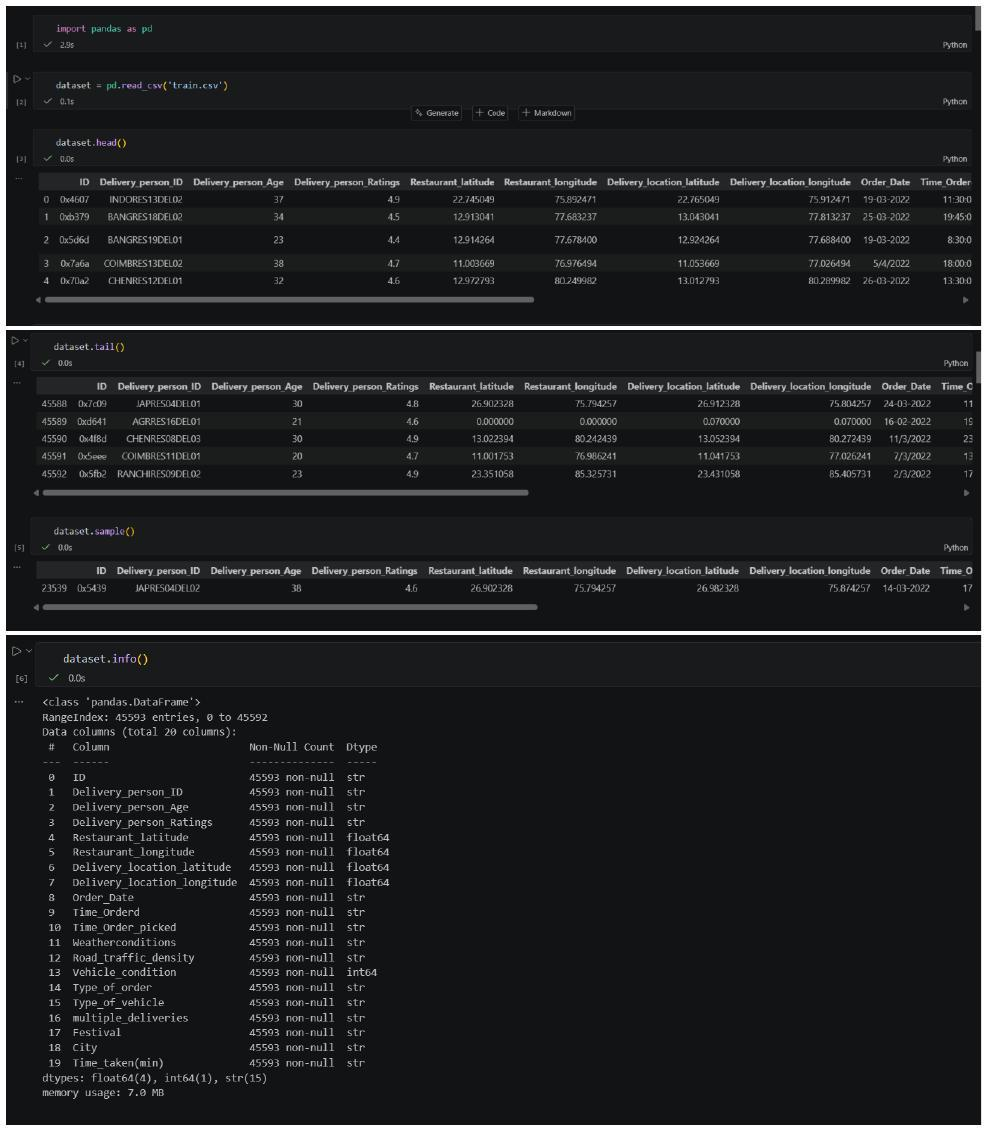 import pandas as pd
[1] 2.9s Python
dataset = pd.read_csv('train.csv')
[2] 0.1s Python
Generate + Code + Markdown
dataset.head()
[3] 0.0s Python
... ID Delivery_person_ID Delivery_person_Age Delivery_person_Ratings Restaurant_latitude Restaurant_longitude Delivery_location_latitude Delivery_location_longitude Order_Date Time_Order
0 0x4607 INDORES13DEL02 37 4.9 22.745049 75.892471 22.765049 75.912471 19-03-2022 11:30:0
1 0xb379 BANGRES18DEL02 34 4.5 12.913041 77.683237 13.043041 77.813237 25-03-2022 19:45:0
2 0x5d6d BANGRES19DEL01 23 4.4 12.914264 77.678400 12.924264 77.688400 19-03-2022 8:30:0
3 0x7a6a COIMBRES13DEL02 38 4.7 11.003669 76.976494 11.053669 77.026494 5/4/2022 18:00:0
4 0x70a2 CHENRES12DEL01 32 4.6 12.972793 80.249982 13.012793 80.289982 26-03-2022 13:30:0
dataset.tail()
[4] 0.0s Python
... ID Delivery_person_ID Delivery_person_Age Delivery_person_Ratings Restaurant_latitude Restaurant_longitude Delivery_location_latitude Delivery_location_longitude Order_Date Time_O
45588 0x7c09 JAPRES04DEL01 30 4.8 26.902328 75.794257 26.912328 75.804257 24-03-2022 11
45589 0xd641 AGRRES16DEL01 21 4.6 0.000000 0.000000 0.070000 0.070000 16-02-2022 19
45590 0x4f8d CHENRES08DEL03 30 4.9 13.022394 80.242439 13.052394 80.272439 11/3/2022 23
45591 0x5eee COIMBRES11DEL01 20 4.7 11.001753 76.986241 11.041753 77.026241 7/3/2022 13
45592 0x5fb2 RANCHIRES09DEL02 23 4.9 23.351058 85.325731 23.431058 85.405731 2/3/2022 17
dataset.sample()
[5] 0.0s Python
... ID Delivery_person_ID Delivery_person_Age Delivery_person_Ratings Restaurant_latitude Restaurant_longitude Delivery_location_latitude Delivery_location_longitude Order_Date Time_O
23539 0x5439 JAPRES04DEL02 38 4.6 26.902328 75.794257 26.982328 75.874257 14-03-2022 17
dataset.info()
[6] 0.0s
... <class 'pandas.DataFrame'>
RangeIndex: 45593 entries, 0 to 45592
Data columns (total 20 columns):
# Column Non-Null Count Dtype
--- ------ -------------- -----
0 ID 45593 non-null str
1 Delivery_person_ID 45593 non-null str
2 Delivery_person_Age 45593 non-null str
3 Delivery_person_Ratings 45593 non-null str
4 Restaurant_latitude 45593 non-null float64
5 Restaurant_longitude 45593 non-null float64
6 Delivery_location_latitude 45593 non-null float64
7 Delivery_location_longitude 45593 non-null float64
8 Order_Date 45593 non-null str
9 Time_Orderd 45593 non-null str
10 Time_Order_picked 45593 non-null str
11 Weatherconditions 45593 non-null str
12 Road_traffic_density 45593 non-null str
13 Vehicle_condition 45593 non-null int64
14 Type_of_order 45593 non-null str
15 Type_of_vehicle 45593 non-null str
16 multiple_deliveries 45593 non-null str
17 Festival 45593 non-null str
18 City 45593 non-null str
19 Time_taken(min) 45593 non-null str
dtypes: float64(4), int64(1), str(15)
memory usage: 7.0 MB